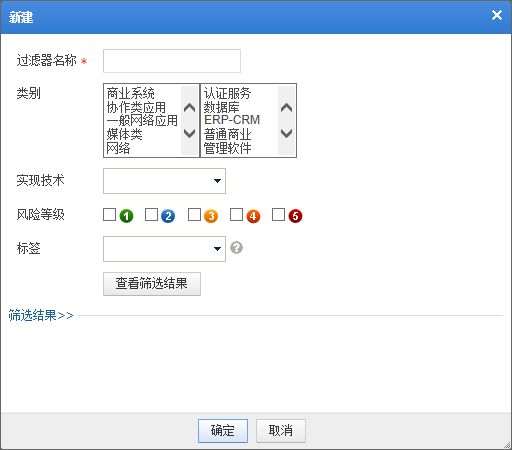 新建
过滤器名称 *
类别
商业系统
协作类应用
一般网络应用
媒体类
网络
认证服务
数据库
ERP-CRM
普通商业
管理软件
实现技术
风险等级
1 2 3 4 5
标签
?
查看筛选结果
筛选结果>>
确定 取消